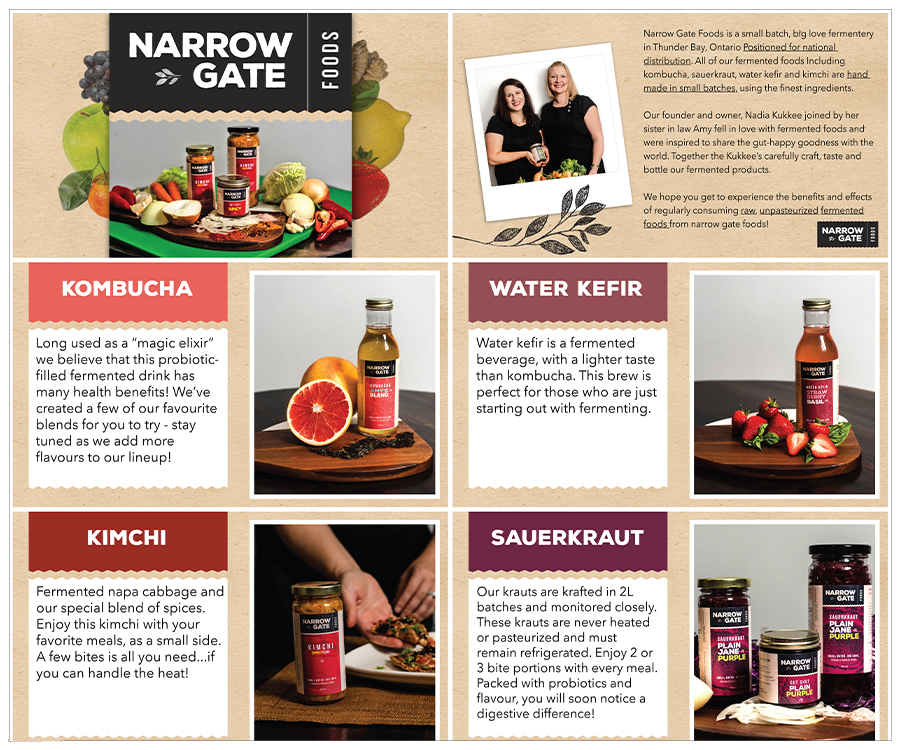 NARROW
GATE
FOODS
KIMCHI
SPICY
KIMCHI
Narrow Gate Foods is a small batch, big love fermentery
in Thunder Bay, Ontario Positioned for national
distribution. All of our fermented foods Including
kombucha, sauerkraut, water kefir and kimchi are hand
made in small batches, using the finest ingredients.
Our founder and owner, Nadia Kukkee joined by her
sister in law Amy fell in love with fermented foods and
were inspired to share the gut-happy goodness with the
world. Together the Kukkee's carefully craft, taste and
bottle our fermented products.
We hope you get to experience the benefits and effects
of regularly consuming raw, unpasteurized fermented
foods from narrow gate foods!
NARROW
GATE
FOODS
KOMBUCHA
Long used as a "magic elixir"
we believe that this probiotic-
filled fermented drink has
many health benefits! We've
created a few of our favourite
blends for you to try - stay
tuned as we add more
flavours to our lineup!
NARROW
GATE
KOMBUCHA
AMY'S
BLEND
WATER KEFIR
Water kefir is a fermented
beverage, with a lighter taste
than kombucha. This brew is
perfect for those who are just
starting out with fermenting.
NARROW
GATE
WATER KEFIR
STRAW
BERRY
BASIL
KIMCHI
Fermented napa cabbage and
our special blend of spices.
Enjoy this kimchi with your
favorite meals, as a small side.
A few bites is all you need...if
you can handle the heat!
NARROW
GATE
FOODS
KIMCHI
SAUERKRAUT
Our krauts are krafted in 2L
batches and monitored closely.
These krauts are never heated
or pasteurized and must
remain refrigerated. Enjoy 2 or
3 bite portions with every meal.
Packed with probiotics and
flavour, you will soon notice a
digestive difference!
NARROW
GATE
FOODS
SAUERKRAUT
PLAIN
JANE
PURPLE
NARROW
GATE
FOODS
SAUERKRAUT
PLAIN
JANE
PURPLE
NARROW
GATE
GUT SHOT
PLAIN
PURPLE